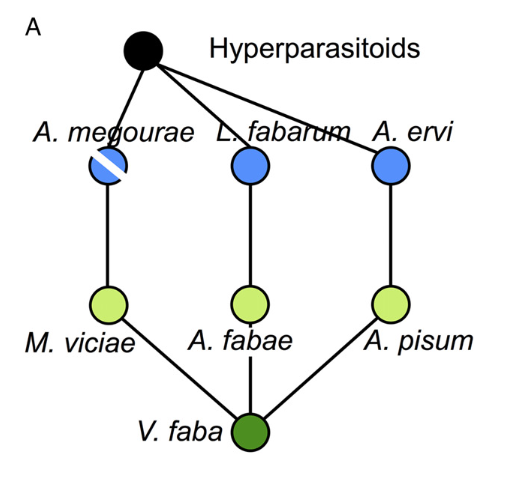 A
Hyperparasitoids
A. megourae
L. fabarum
A. ervi
M. viciae
A. fabae
A. pisum
V. faba